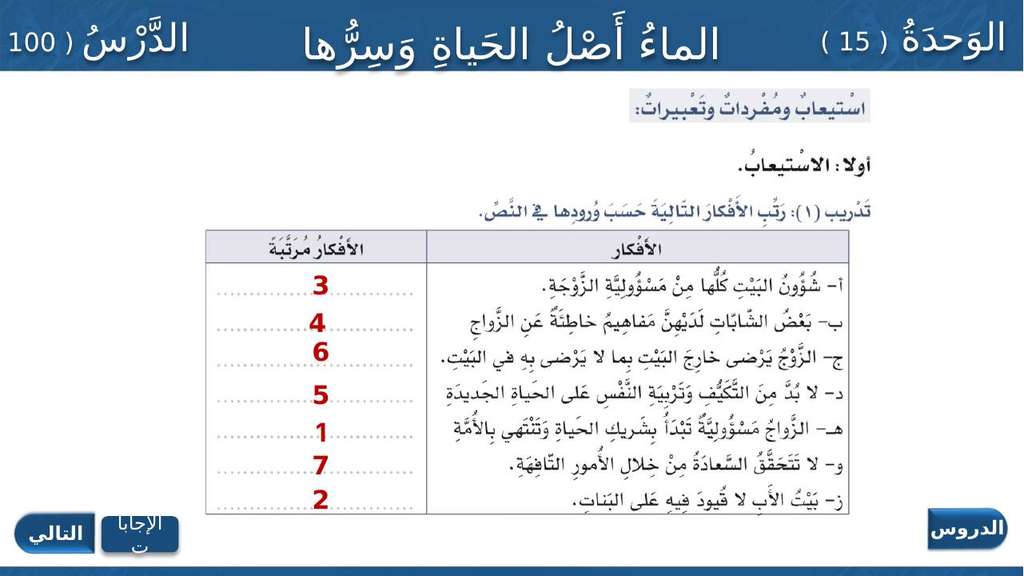 الوَحدَةُ ( 15 ) الماءُ أَصْلُ الحَياةِ وَسِرُّها الدَّرْسُ ( 100
اسْتيعابٌ ومُفْرداتٌ وتَعْبيراتٌ:
أولا: الاسْتيعابُ.
تَدْريب (١): رَتِّبِ الأَفْكارَ التّالِيَةَ حَسَبَ وُرودِها في النَّصِّ.
الأَفْكار الأَفْكارُ مُرَتَّبَةً
أ- شُؤُونُ البَيْتِ كُلُّها مِنْ مَسْؤُولِيَّةِ الزَّوْجَةِ. 3
ب- بَعْضُ الشّابّاتِ لَدَيْهِنَّ مَفاهِيمُ خاطِئَةٌ عَنِ الزَّواجِ 4
ج- الزَّوْجُ يَرْضى خارِجَ البَيْتِ بِما لا يَرْضى بِهِ في البَيْتِ. 6
د- لا بُدَّ مِنَ التَّكَيُّفِ وَتَرْبِيَةِ النَّفْسِ عَلى الحَياةِ الجَديدَةِ 5
هـ- الزَّواجُ مَسْؤُولِيَّةٌ تَبْدَأُ بِشَريكِ الحَياةِ وَتَنْتَهي بِالأُمَّةِ 1
و- لا تَتَحَقَّقُ السَّعادَةُ مِنْ خِلالِ الأُمورِ التّافِهَةِ. 7
ز- بَيْتُ الأَبِ لا قُيودَ فِيهِ عَلى البَناتِ. 2
الدروس
الإجابا
ت
التالي